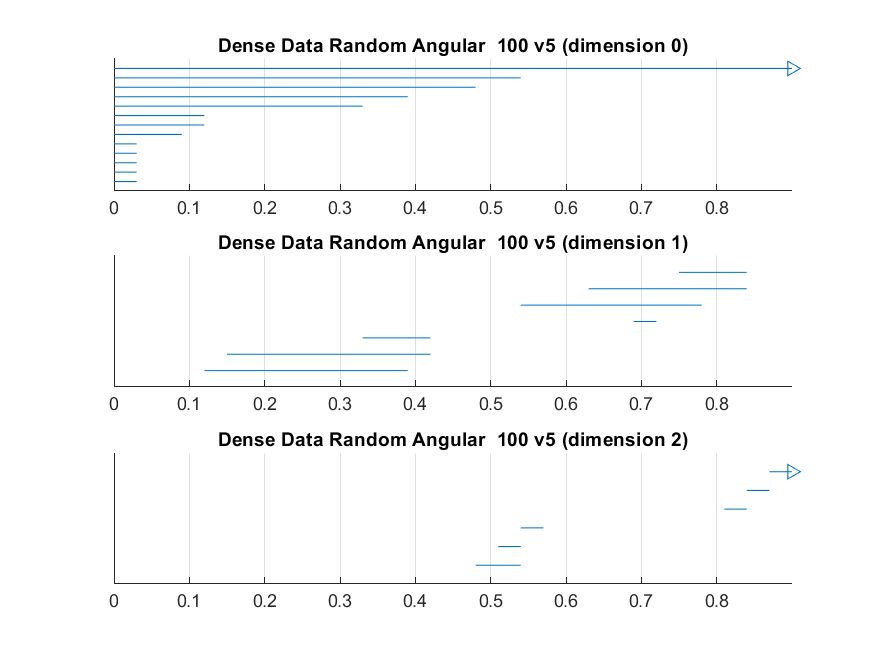 Dense Data Random Angular  100 v5 (dimension 0)
0 0.1 0.2 0.3 0.4 0.5 0.6 0.7 0.8
Dense Data Random Angular  100 v5 (dimension 1)
0 0.1 0.2 0.3 0.4 0.5 0.6 0.7 0.8
Dense Data Random Angular  100 v5 (dimension 2)
0 0.1 0.2 0.3 0.4 0.5 0.6 0.7 0.8